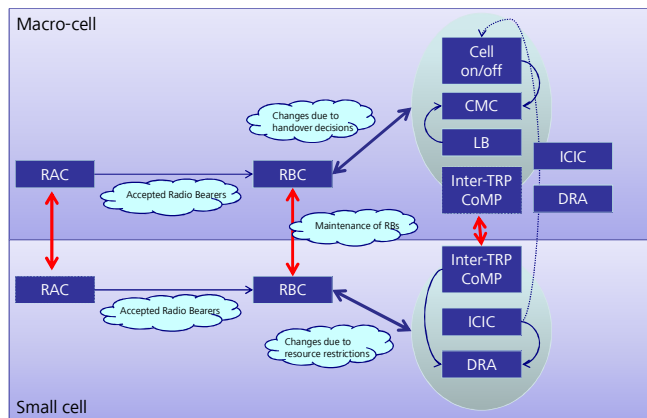 Macro-cell
Cell
on/off
CMC
LB
Changes due to
handover decisions
ICIC
RAC
RBC
Inter-TRP
CoMP
DRA
Accepted Radio Bearers
Maintenance of RBs
Inter-TRP
CoMP
RAC
RBC
Accepted Radio Bearers
ICIC
Changes due to
resource restrictions
DRA
Small cell